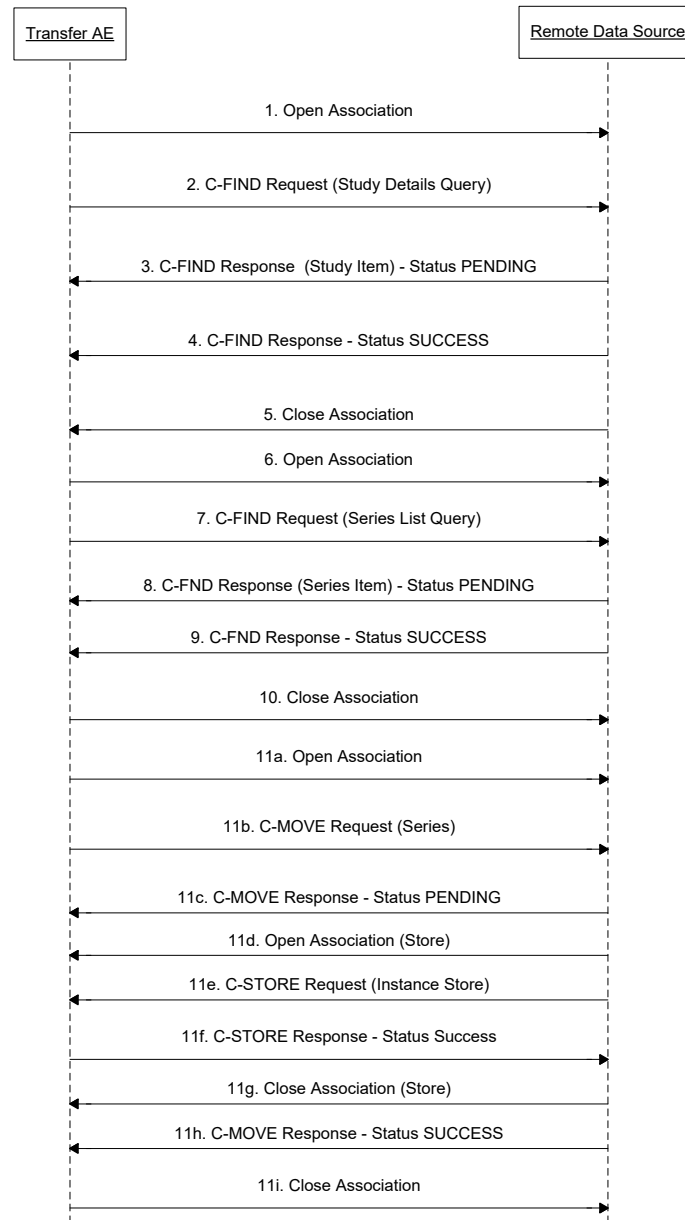 Transfer AE
Remote Data Source
1. Open Association
2. C-FIND Request (Study Details Query)
3. C-FIND Response  (Study Item) - Status PENDING
4. C-FIND Response - Status SUCCESS
5. Close Association
6. Open Association
7. C-FIND Request (Series List Query)
8. C-FND Response (Series Item) - Status PENDING
9. C-FND Response - Status SUCCESS
10. Close Association
11a. Open Association
11b. C-MOVE Request (Series)
11c. C-MOVE Response - Status PENDING
11d. Open Association (Store)
11e. C-STORE Request (Instance Store)
11f. C-STORE Response - Status Success
11g. Close Association (Store)
11h. C-MOVE Response - Status SUCCESS
11i. Close Association